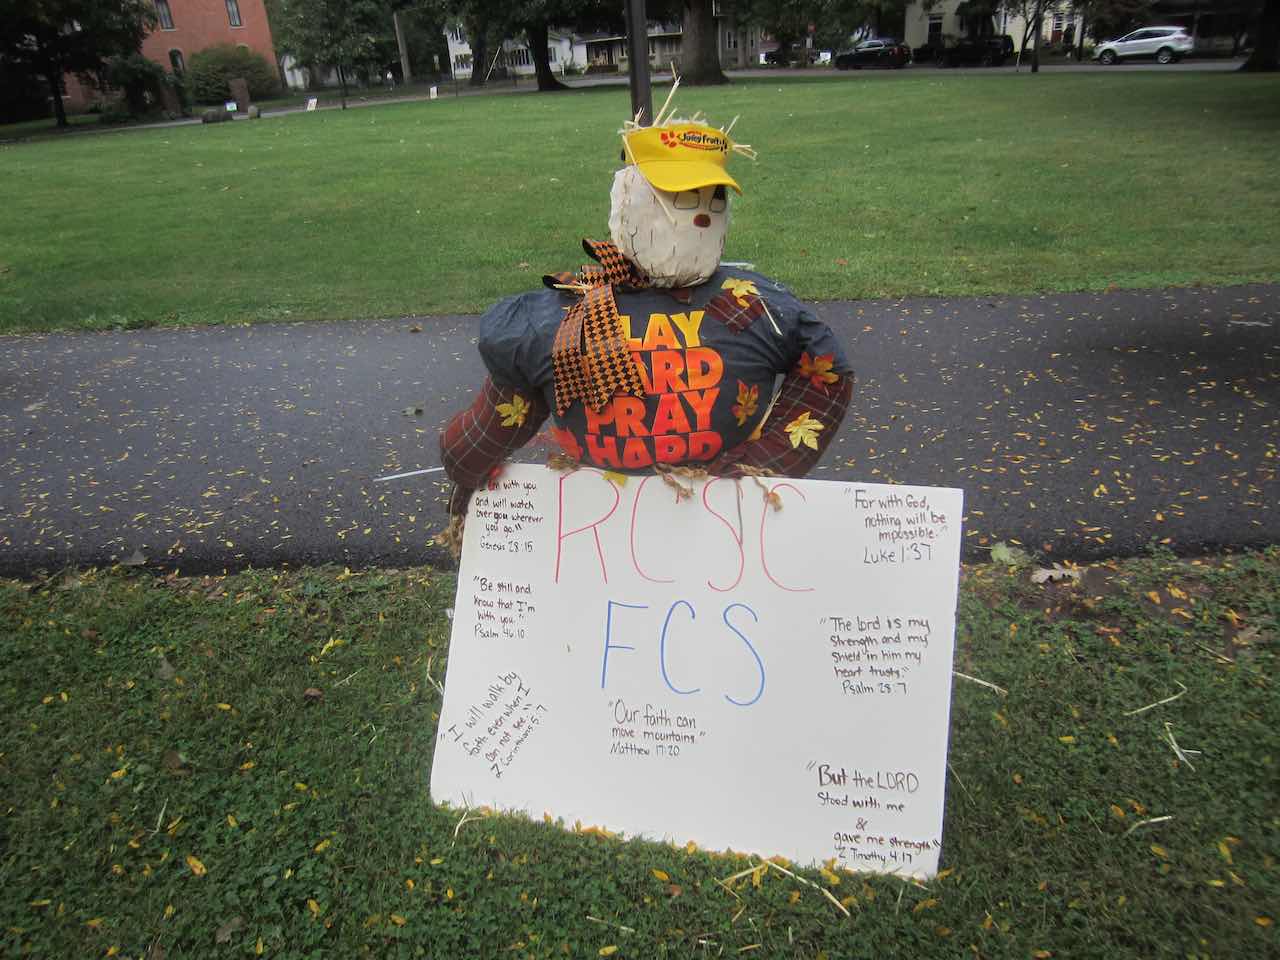 Juicy Fruit
LAY
ARD
PRAY
HARD
I am with you
and will watch
over you wherever
you go."
Genesis 28:15
"Be still and
know that I'm
with you."
Psalm 46:10
"I will walk by
faith even when I
can not see."
2 Corinthians 5:7
RCSC
FCS
"Our faith can
move mountains."
Matthew 17:20
"For with God,
nothing will be
impossible."
Luke 1:37
"The Lord is my
Strength and my
Shield in him my
heart trusts."
Psalm 28:7
"But the LORD
Stood with me
&
gave me strength"
2 Timothy 4:17